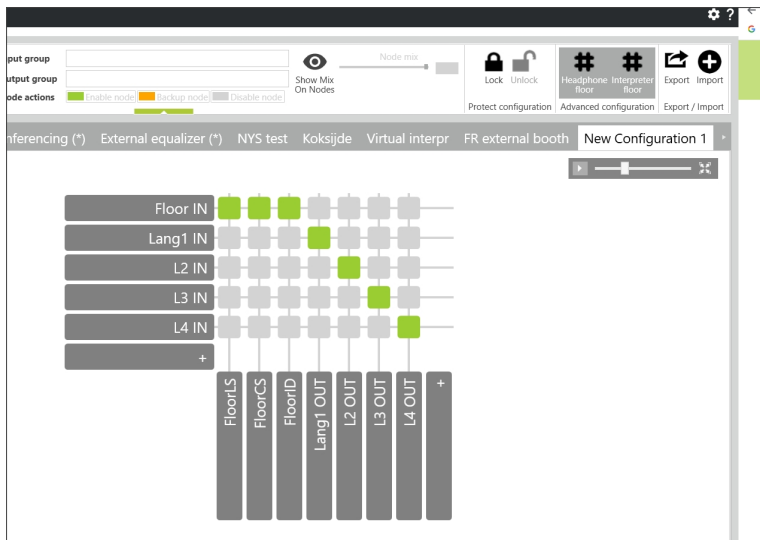 ?
put group
Node mix
utput group
Show Mix
On Nodes
ode actions
Enable node
Backup node
Disable node
Lock
Unlock
Protect configuration
Headphone
floor
Interpreter
floor
Advanced configuration
Export
Import
Export / Import
G
nferencing (*)
External equalizer (*)
NYS test
Koksijde
Virtual interpr
FR external booth
New Configuration 1
Floor IN
Lang1 IN
L2 IN
L3 IN
L4 IN
+
FloorLS
FloorCS
FloorID
Lang1 OUT
L2 OUT
L3 OUT
L4 OUT
+